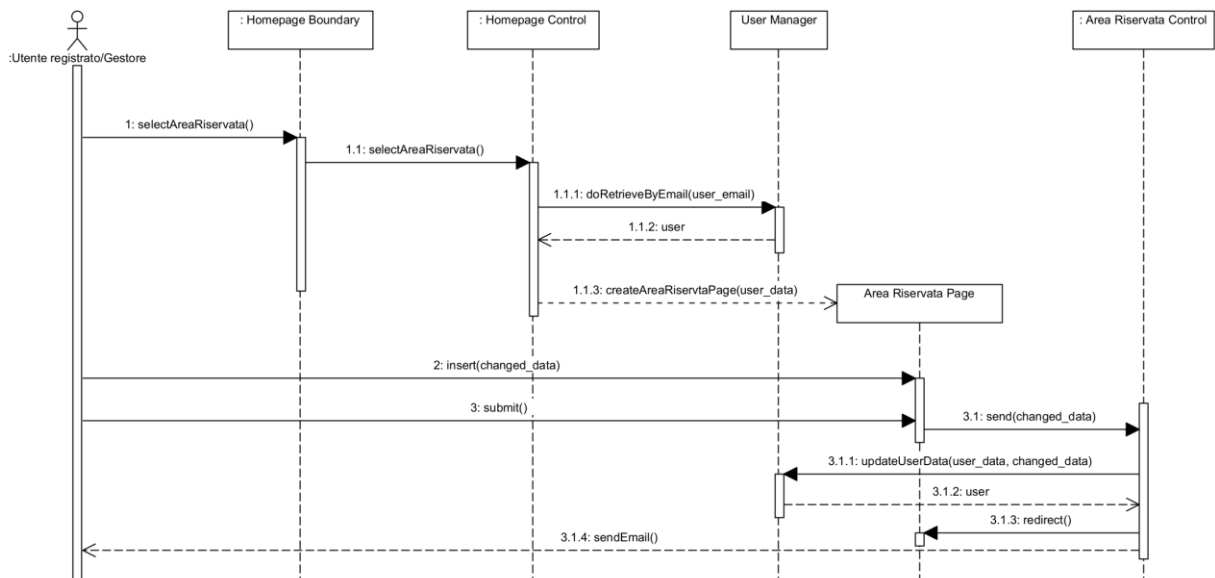 : Homepage Boundary
: Homepage Control
User Manager
: Area Riservata Control
:Utente registrato/Gestore
1: selectAreaRiservata()
1.1: selectAreaRiservata()
1.1.1: doRetrieveByEmail(user_email)
1.1.2: user
1.1.3: createAreaRiservtaPage(user_data)
Area Riservata Page
2: insert(changed_data)
3: submit()
3.1: send(changed_data)
3.1.1: updateUserData(user_data, changed_data)
3.1.2: user
3.1.3: redirect()
3.1.4: sendEmail()